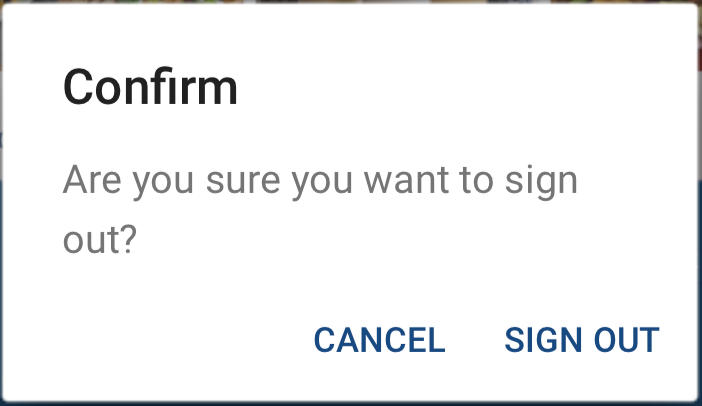 Confirm
Are you sure you want to sign
out?
CANCEL SIGN OUT